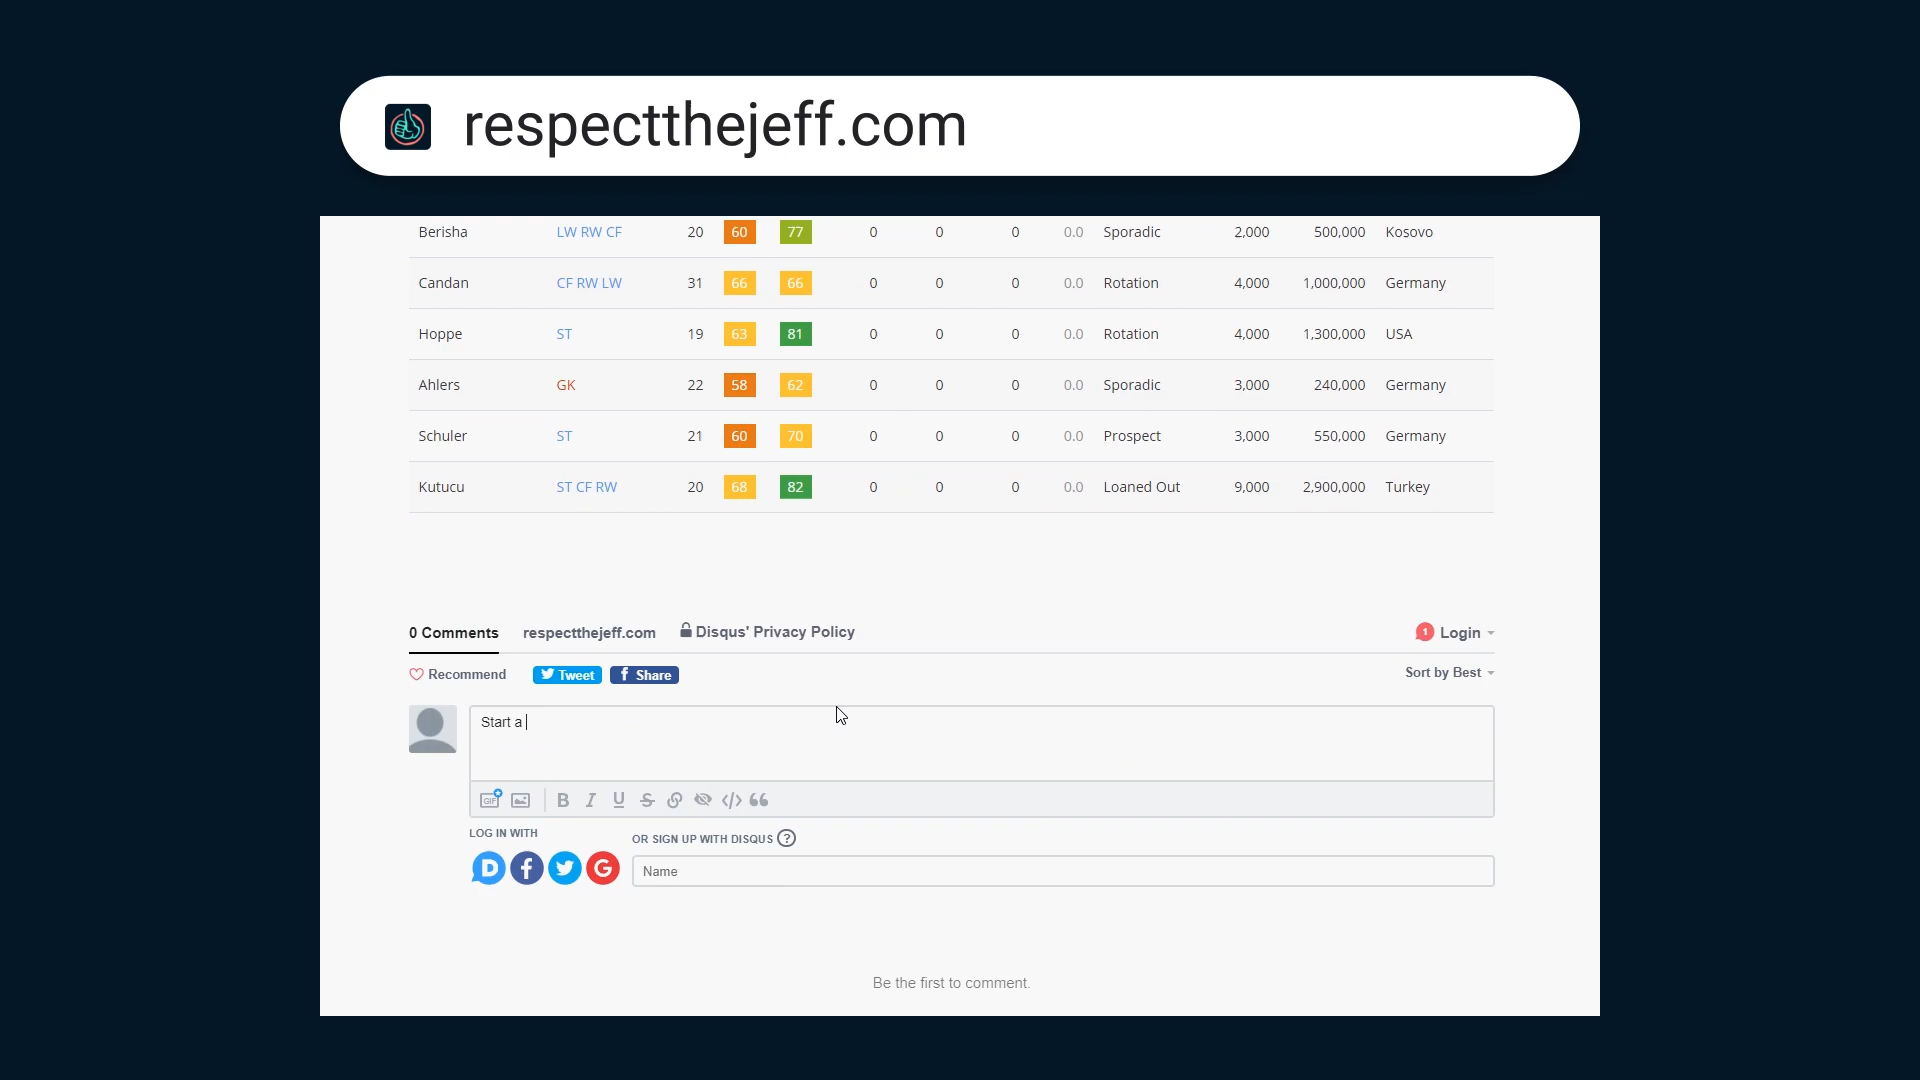 respectthejeff.com
Berisha LW RW CF 20 60 77 0 0 0 0.0 Sporadic 2,000 500,000 Kosovo
Candan CF RW LW 31 66 66 0 0 0 0.0 Rotation 4,000 1,000,000 Germany
Hoppe ST 19 63 81 0 0 0 0.0 Rotation 4,000 1,300,000 USA
Ahlers GK 22 58 62 0 0 0 0.0 Sporadic 3,000 240,000 Germany
Schuler ST 21 60 70 0 0 0 0.0 Prospect 3,000 550,000 Germany
Kutucu ST CF RW 20 68 82 0 0 0 0.0 Loaned Out 9,000 2,900,000 Turkey
0 Comments respectthejeff.com Disqus' Privacy Policy 1 Login
Recommend Tweet f Share Sort by Best
Start a
GIF B I U S </>
LOG IN WITH
OR SIGN UP WITH DISQUS ?
D f G
Name
Be the first to comment.